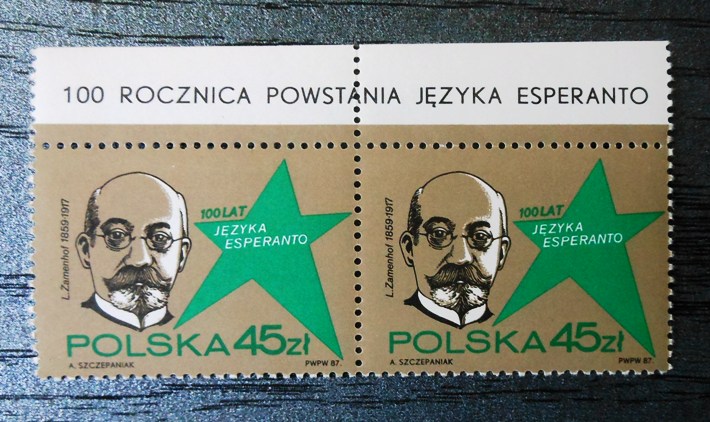 100 ROCZNICA POWSTANIA JĘZYKA ESPERANTO
L. Zamenhof 1859-1917
100 LAT
JĘZYKA
ESPERANTO
POLSKA 45zł
A. SZCZEPANIAK
PWPW 87.
L. Zamenhof 1859-1917
100 LAT
JĘZYKA
ESPERANTO
POLSKA 45zł
A. SZCZEPANIAK
PWPW 87.